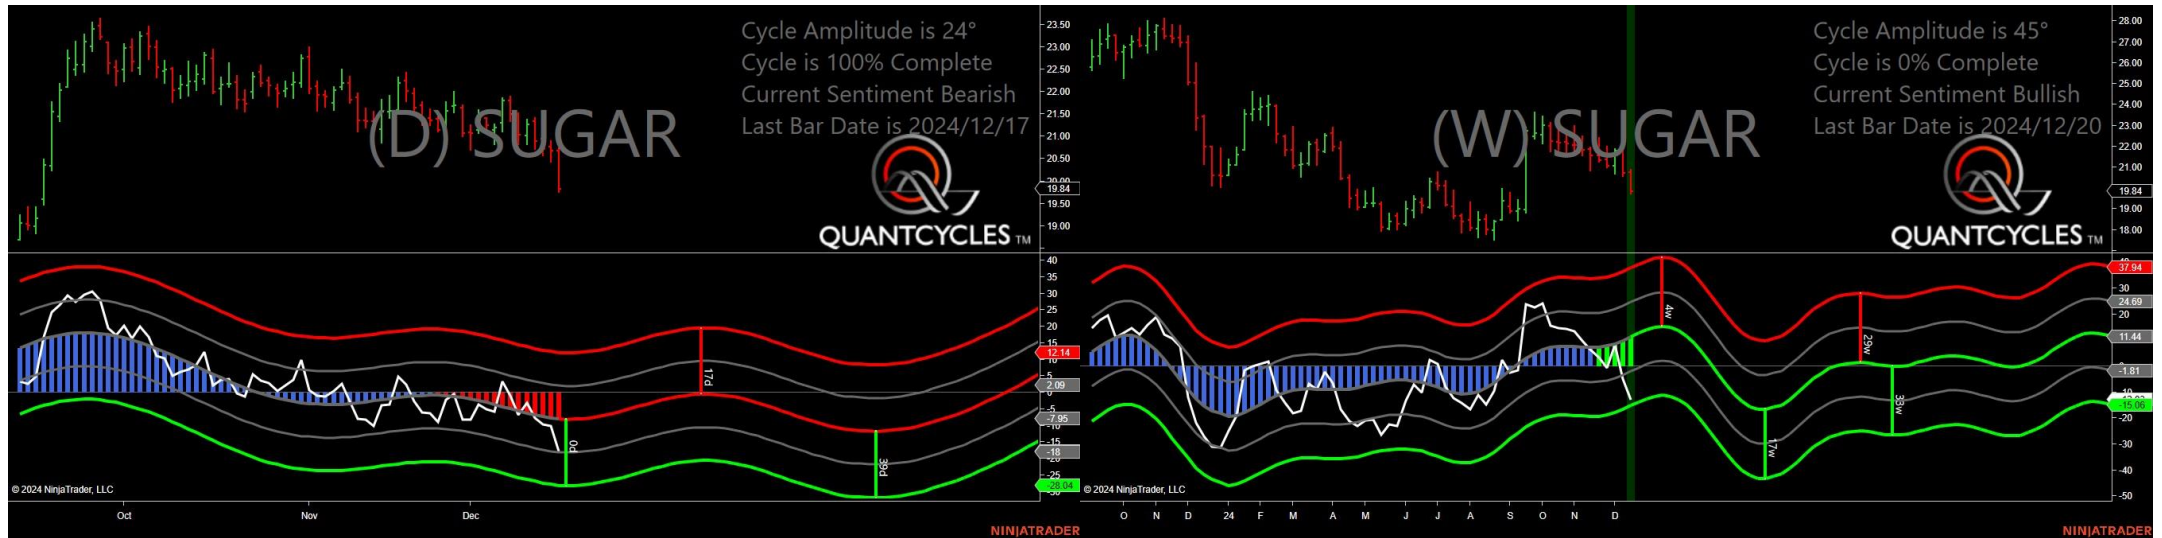 Cycle Amplitude is 24°
Cycle is 100% Complete
Current Sentiment Bearish
Last Bar Date is 2024/12/17
(D) SUGAR
QUANTCYCLES TM
23.50
23.00
22.50
22.00
21.50
21.00
20.50
20.00
19.84
19.50
19.00
40
35
30
25
20
15
12.14
10
5
2.09
0
-5
-7.95
-10
-15
-18
-25
-28.04
-30
0d
17d
39d
© 2024 NinjaTrader, LLC
Oct
Nov
Dec
NINJATRADER
Cycle Amplitude is 45°
Cycle is 0% Complete
Current Sentiment Bullish
Last Bar Date is 2024/12/20
(W) SUGAR
QUANTCYCLES TM
28.00
27.00
26.00
25.00
24.00
23.00
22.00
21.00
19.84
19.00
18.00
37.94
30
24.69
20
11.44
-1.81
-15.06
-20
-30
-40
-50
4w
17w
29w
33w
© 2024 NinjaTrader, LLC
O
N
D
24
F
M
A
M
J
J
A
S
O
N
D
NINJATRADER